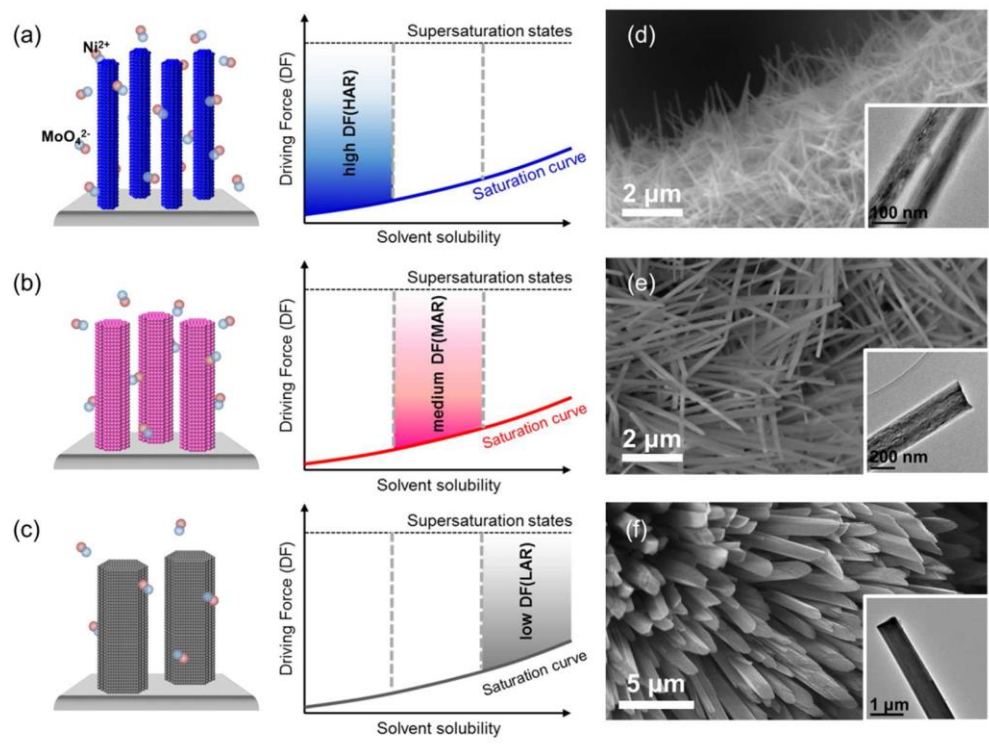 (a)
Ni2+
MoO42-
Driving Force (DF)
Supersaturation states
high DF(HAR)
Saturation curve
Solvent solubility
(d)
2 μm
100 nm
(b)
Driving Force (DF)
Supersaturation states
medium DF(MAR)
Saturation curve
Solvent solubility
(e)
2 μm
200 nm
(c)
Driving Force (DF)
Supersaturation states
low DF(LAR)
Saturation curve
Solvent solubility
(f)
5 μm
1 μm